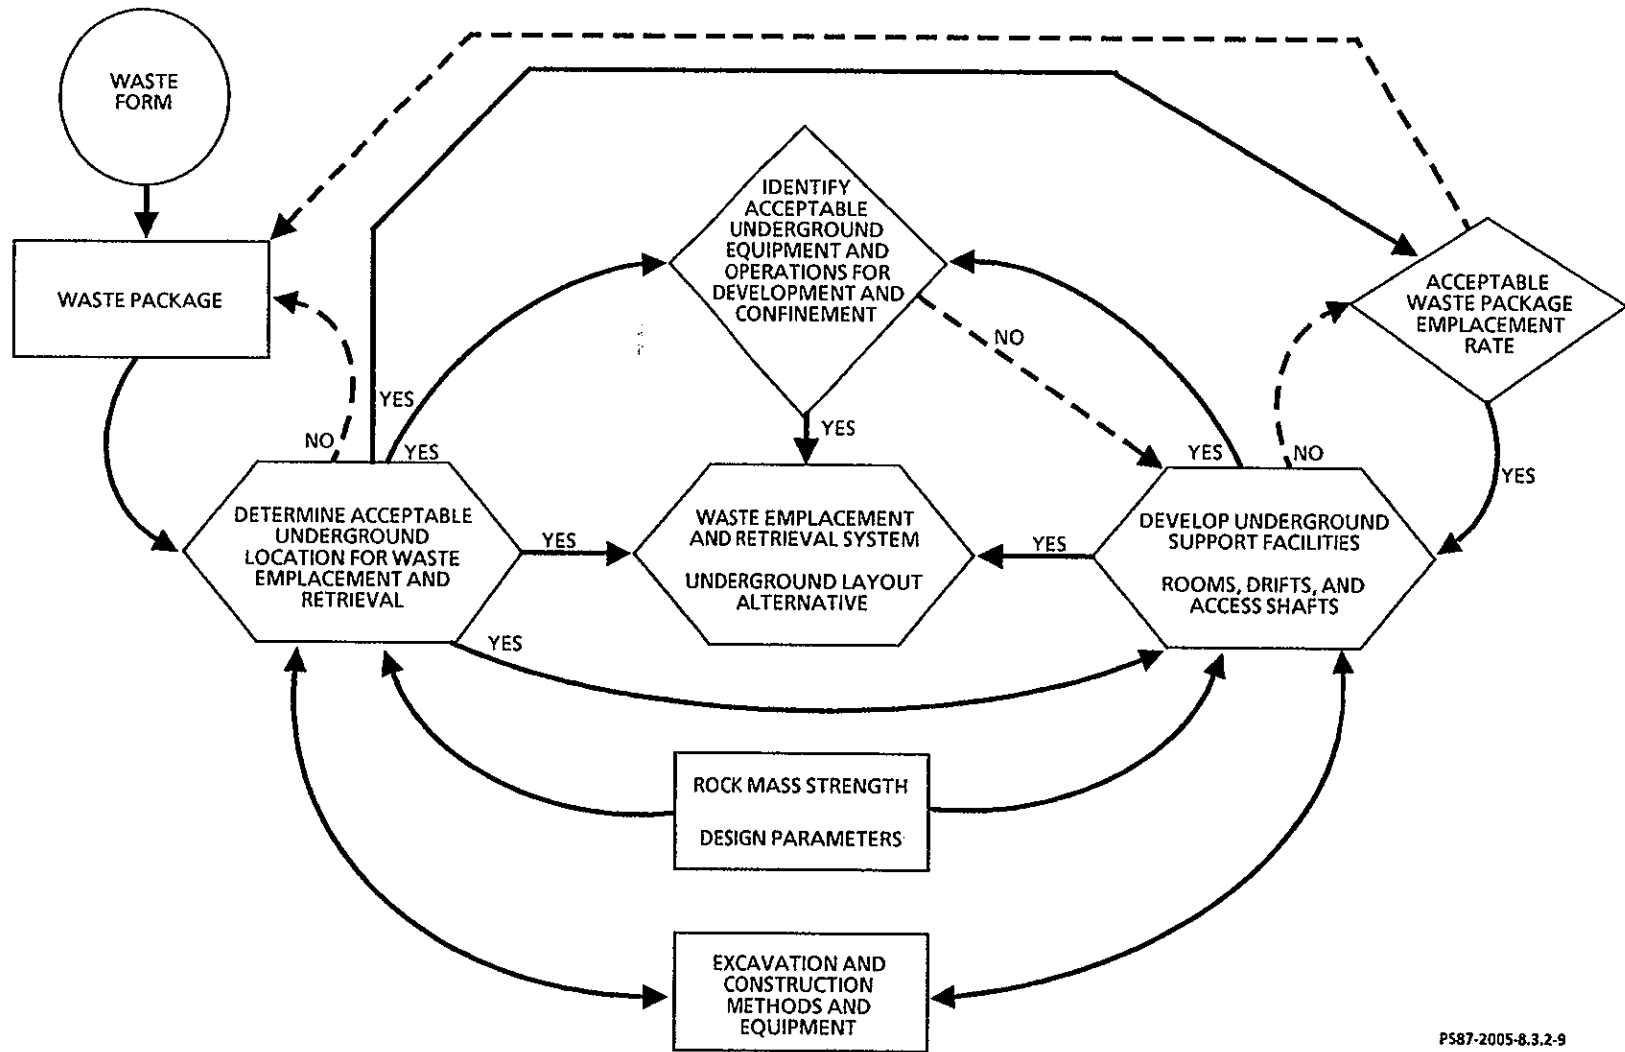 WASTE
FORM
WASTE PACKAGE
IDENTIFY
ACCEPTABLE
UNDERGROUND
EQUIPMENT AND
OPERATIONS FOR
DEVELOPMENT AND
CONFINEMENT
ACCEPTABLE
WASTE PACKAGE
EMPLACEMENT
RATE
NO
YES
YES
NO
YES
YES
NO
YES
DETERMINE ACCEPTABLE
UNDERGROUND
LOCATION FOR WASTE
EMPLACEMENT AND
RETRIEVAL
YES
WASTE EMPLACEMENT
AND RETRIEVAL SYSTEM
UNDERGROUND LAYOUT
ALTERNATIVE
YES
DEVELOP UNDERGROUND
SUPPORT FACILITIES
ROOMS, DRIFTS, AND
ACCESS SHAFTS
YES
ROCK MASS STRENGTH
DESIGN PARAMETERS
EXCAVATION AND
CONSTRUCTION
METHODS AND
EQUIPMENT
PS87-2005-8.3.2-9